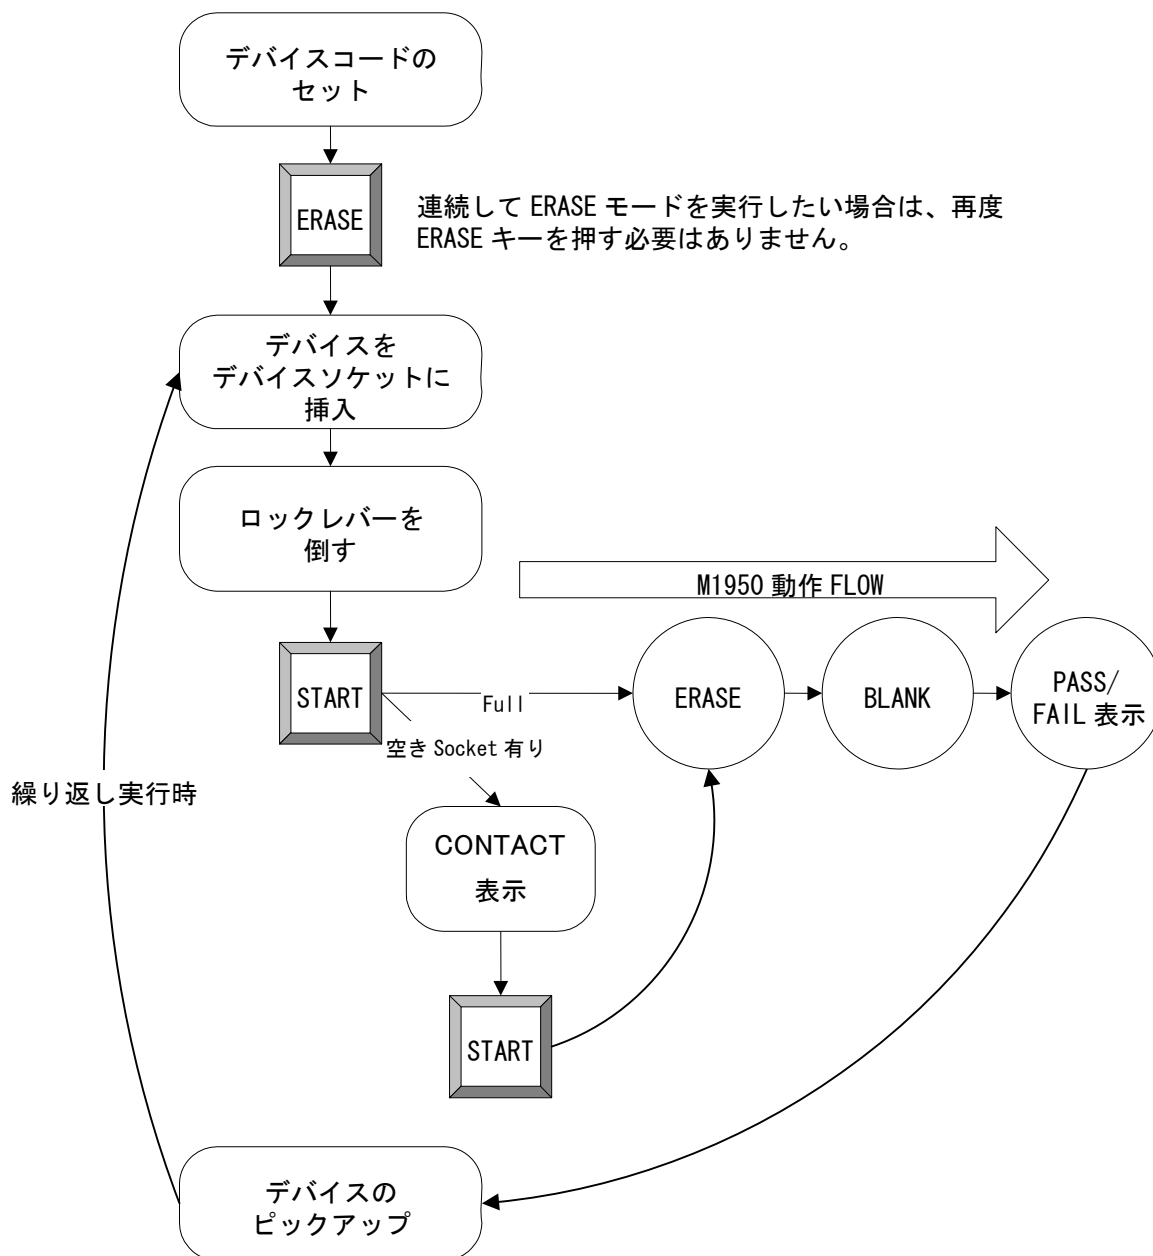 デバイスコードの
セット
ERASE
連続して ERASE モードを実行したい場合は、再度
ERASE キーを押す必要はありません。
デバイスを
デバイスソケットに
挿入
ロックレバーを
倒す
M1950 動作 FLOW
START
Full
ERASE
BLANK
PASS/
FAIL 表示
空き Socket 有り
繰り返し実行時
CONTACT
表示
START
デバイスの
ピックアップ